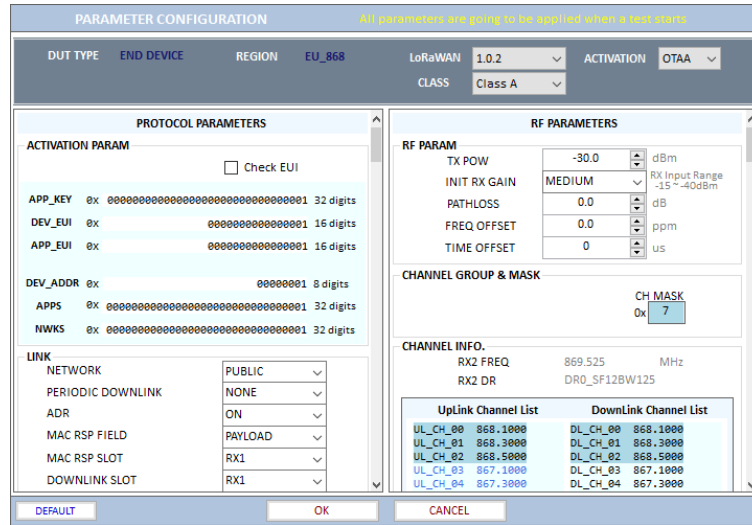 PARAMETER CONFIGURATION All parameters are going to be applied when a test starts
DUT TYPE END DEVICE REGION EU_868 LoRaWAN 1.0.2 ACTIVATION OTAA
CLASS Class A
PROTOCOL PARAMETERS
ACTIVATION PARAM
Check EUI
APP_KEY 0x 00000000000000000000000000000001 32 digits
DEV_EUI 0x 0000000000000001 16 digits
APP_EUI 0x 0000000000000001 16 digits
DEV_ADDR 0x 00000001 8 digits
APPS 0x 00000000000000000000000000000001 32 digits
NWKS 0x 00000000000000000000000000000001 32 digits
LINK
NETWORK PUBLIC
PERIODIC DOWNLINK NONE
ADR ON
MAC RSP FIELD PAYLOAD
MAC RSP SLOT RX1
DOWNLINK SLOT RX1
RF PARAMETERS
RF PARAM
TX POW -30.0 dBm
INIT RX GAIN MEDIUM RX Input Range
-15 ~ -40dBm
PATHLOSS 0.0 dB
FREQ OFFSET 0.0 ppm
TIME OFFSET 0 us
CHANNEL GROUP & MASK
CH MASK
0x 7
CHANNEL INFO.
RX2 FREQ 869.525 MHz
RX2 DR DR0_SF12BW125
UpLink Channel List DownLink Channel List
UL_CH_00 868.1000 DL_CH_00 868.1000
UL_CH_01 868.3000 DL_CH_01 868.3000
UL_CH_02 868.5000 DL_CH_02 868.5000
UL_CH_03 867.1000 DL_CH_03 867.1000
UL_CH_04 867.3000 DL_CH_04 867.3000
DEFAULT OK CANCEL